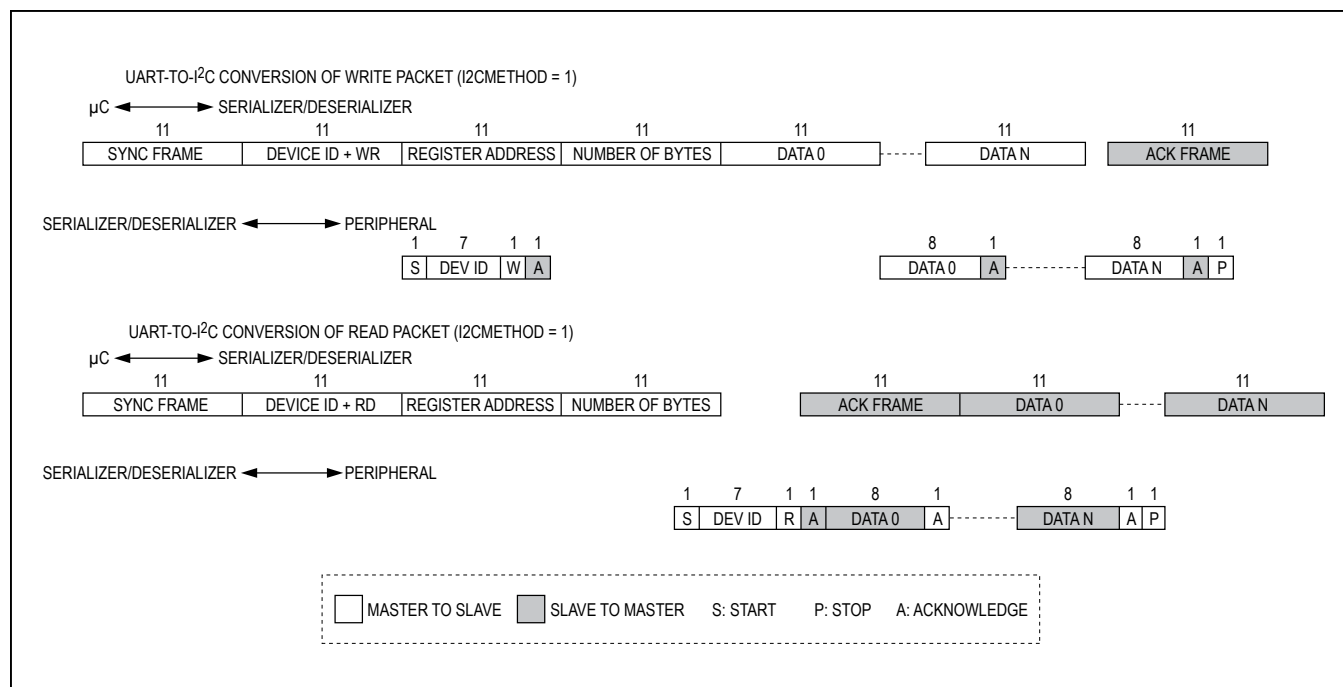 UART-TO-I²C CONVERSION OF WRITE PACKET (I2CMETHOD = 1)
µC SERIALIZER/DESERIALIZER
11 11 11 11 11 11 11
SYNC FRAME DEVICE ID + WR REGISTER ADDRESS NUMBER OF BYTES DATA 0 DATA N ACK FRAME
SERIALIZER/DESERIALIZER PERIPHERAL
1 7 1 1 8 1 8 1 1
S DEV ID W A DATA 0 A DATA N A P
UART-TO-I²C CONVERSION OF READ PACKET (I2CMETHOD = 1)
µC SERIALIZER/DESERIALIZER
11 11 11 11 11 11 11
SYNC FRAME DEVICE ID + RD REGISTER ADDRESS NUMBER OF BYTES ACK FRAME DATA 0 DATA N
SERIALIZER/DESERIALIZER PERIPHERAL
1 7 1 1 8 1 8 1 1
S DEV ID R A DATA 0 A DATA N A P
MASTER TO SLAVE SLAVE TO MASTER S: START P: STOP A: ACKNOWLEDGE